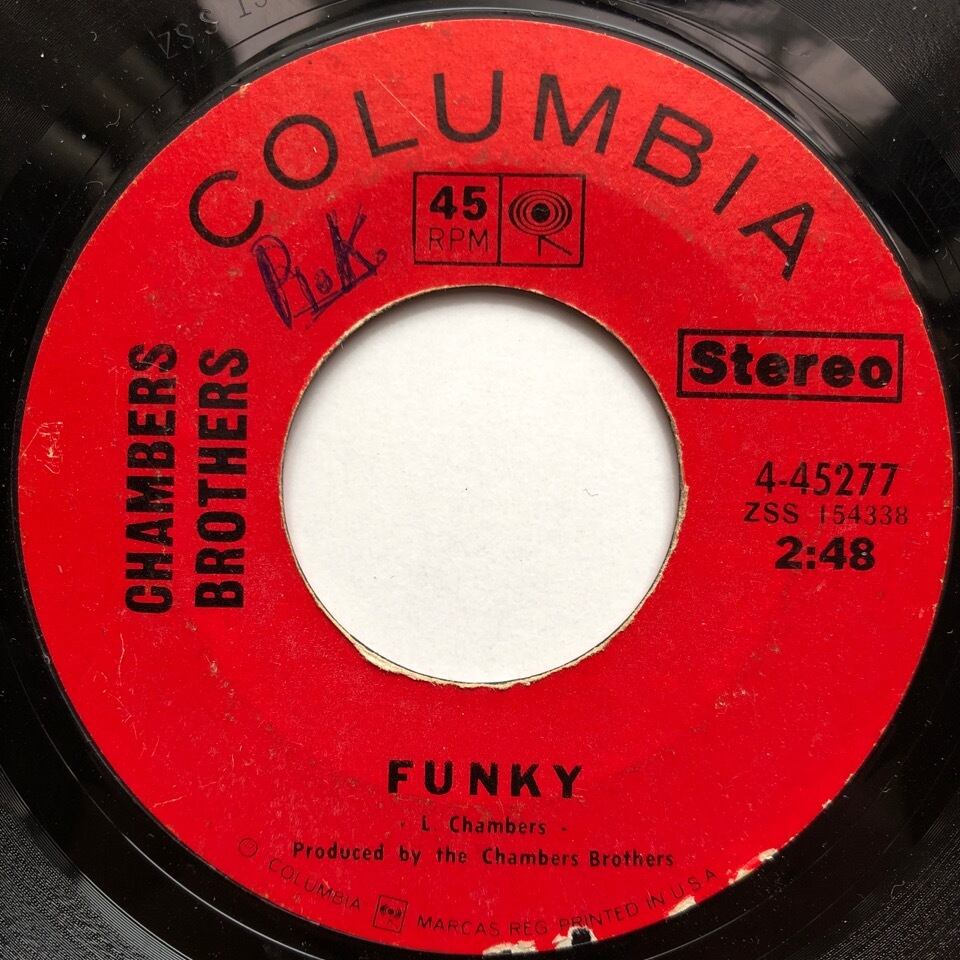 COLUMBIA
45
RPM
R.K.
CHAMBERS
BROTHERS
Stereo
4-45277
ZSS 154338
2:48
FUNKY
- L. Chambers -
Produced by the Chambers Brothers
© COLUMBIA MARCAS REG. PRINTED IN U.S.A.